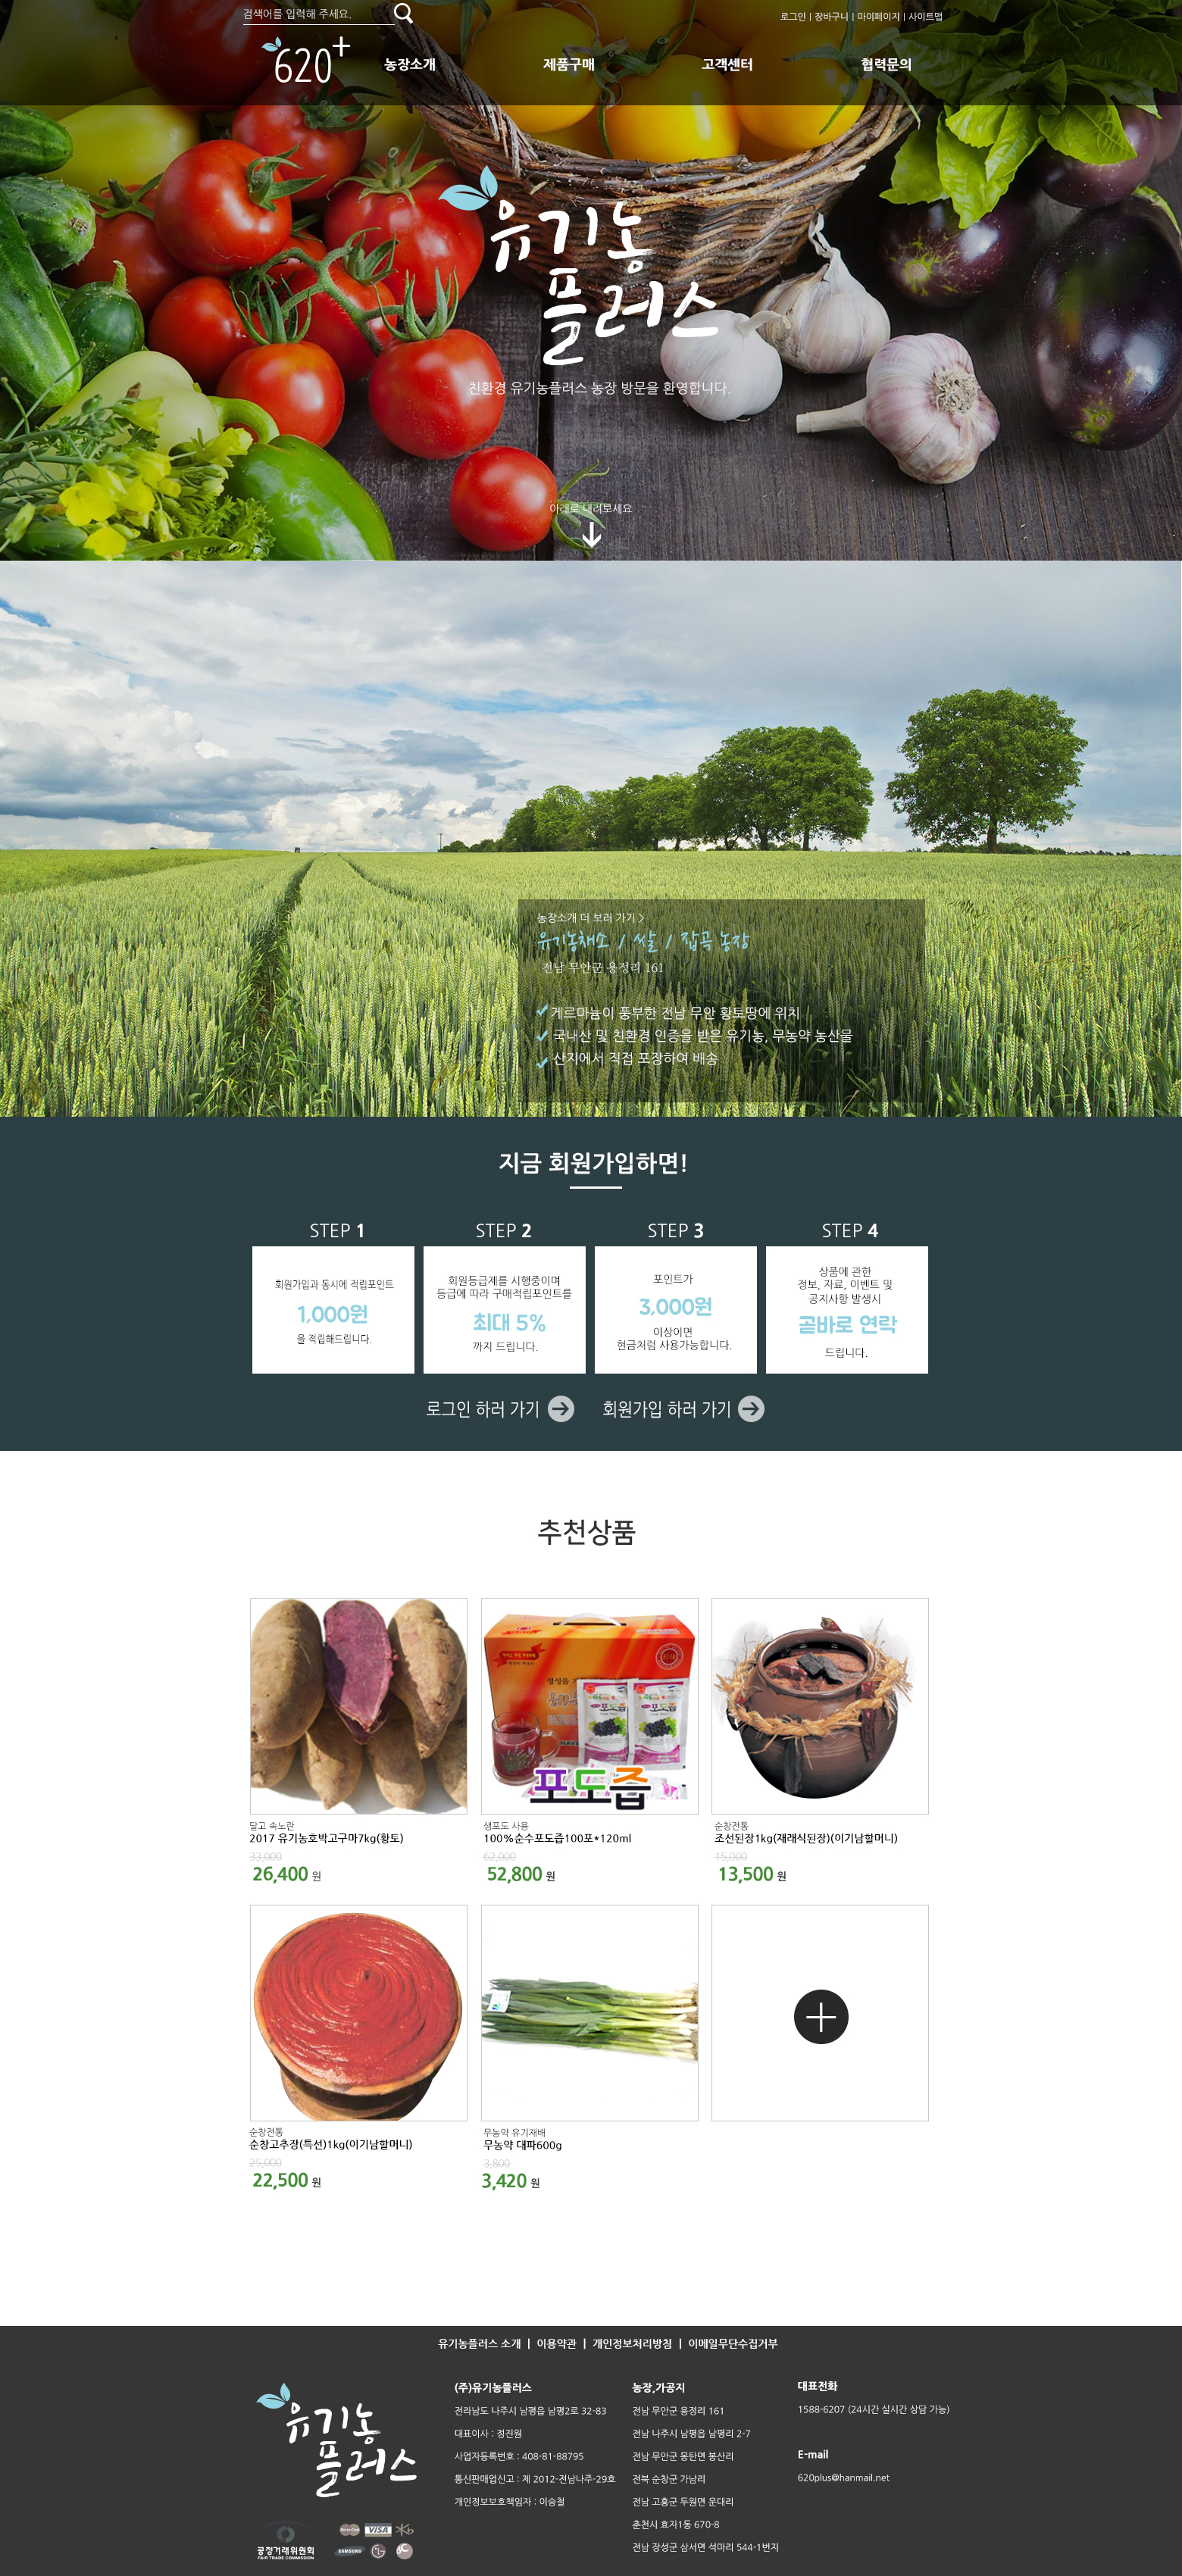 검색어를 입력해 주세요.
로그인 | 장바구니 | 마이페이지 | 사이트맵
620+
농장소개 제품구매 고객센터 협력문의
유기농
플러스
친환경 유기농플러스 농장 방문을 환영합니다.
아래로 내려보세요
농장소개 더 보러 가기 >
유기농채소 / 쌀 / 잡곡 농장
전남 무안군 용정리 161
게르마늄이 풍부한 전남 무안 황토땅에 위치
국내산 및 친환경 인증을 받은 유기농, 무농약 농산물
산지에서 직접 포장하여 배송
지금 회원가입하면!
STEP 1
회원가입과 동시에 적립포인트
1,000원
을 적립해드립니다.
STEP 2
회원등급제를 시행중이며
등급에 따라 구매적립포인트를
최대 5%
까지 드립니다.
STEP 3
포인트가
3,000원
이상이면
현금처럼 사용가능합니다.
STEP 4
상품에 관한
정보, 자료, 이벤트 및
공지사항 발생시
곧바로 연락
드립니다.
로그인 하러 가기 회원가입 하러 가기
추천상품
포도즙
포도즙
포도즙
달고 속노란
2017 유기농호박고구마7kg(황토)
33,000
26,400 원
생포도 사용
100%순수포도즙100포*120ml
62,000
52,800 원
순창전통
조선된장1kg(재래식된장)(이기남할머니)
15,000
13,500 원
순창전통
순창고추장(특선)1kg(이기남할머니)
25,000
22,500 원
무농약 유기재배
무농약 대파600g
3,800
3,420 원
유기농플러스 소개 | 이용약관 | 개인정보처리방침 | 이메일무단수집거부
유기농
플러스
공정거래위원회
FAIR TRADE COMMISSION
MasterCard VISA
SAMSUNG LG BC
(주)유기농플러스
전라남도 나주시 남평읍 남평2로 32-83
대표이사 : 정진원
사업자등록번호 : 408-81-88795
통신판매업신고 : 제 2012-전남나주-29호
개인정보보호책임자 : 이승철
농장,가공지
전남 무안군 용정리 161
전남 나주시 남평읍 남평리 2-7
전남 무안군 몽탄면 봉산리
전북 순창군 가남리
전남 고흥군 두원면 운대리
춘천시 효자1동 670-8
전남 장성군 삼서면 석마리 544-1번지
대표전화
1588-6207 (24시간 실시간 상담 가능)
E-mail
620plus@hanmail.net